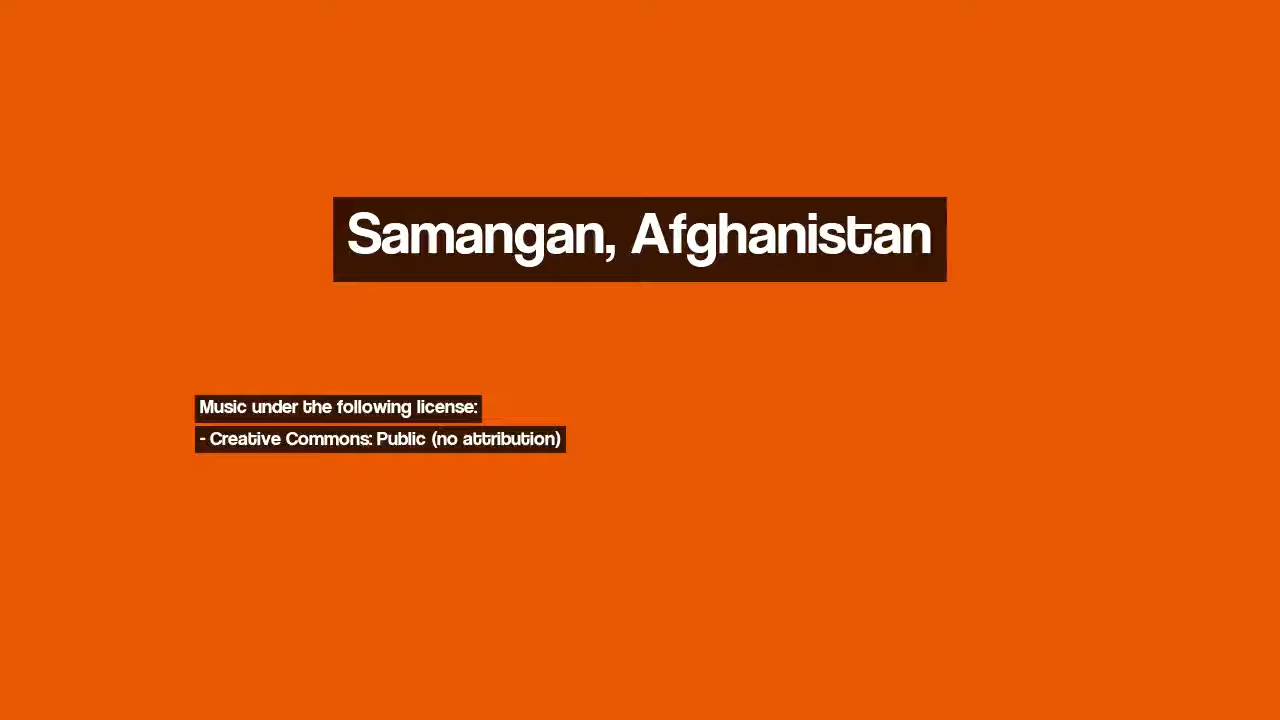 Samangan, Afghanistan
Music under the following license:
- Creative Commons: Public (no attribution)